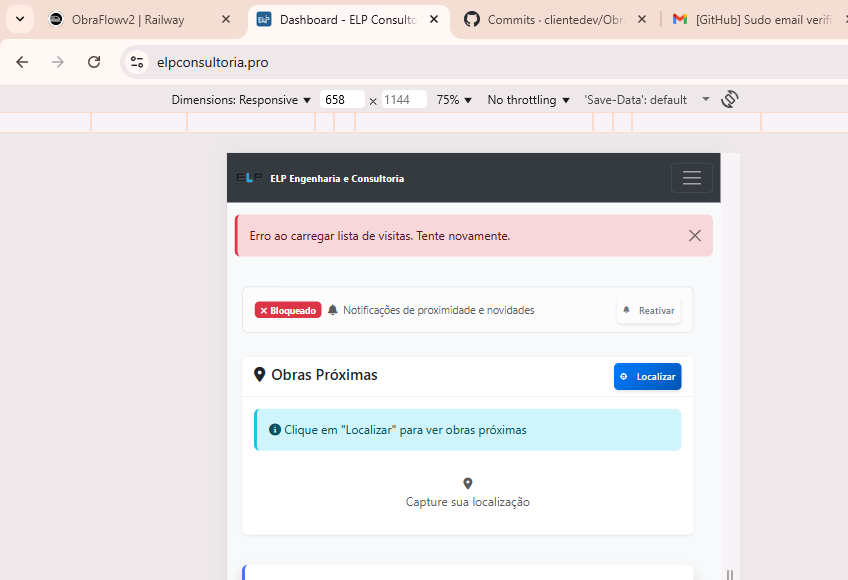 ObraFlowv2 | Railway
Dashboard - ELP Consulto
Commits · clientedev/Obr
[GitHub] Sudo email verifi
elpconsultoria.pro
Dimensions: Responsive 658 × 1144 75% No throttling 'Save-Data': default
ELP ELP Engenharia e Consultoria
Erro ao carregar lista de visitas. Tente novamente.
Bloqueado Notificações de proximidade e novidades Reativar
Obras Próximas Localizar
Clique em "Localizar" para ver obras próximas
Capture sua localização